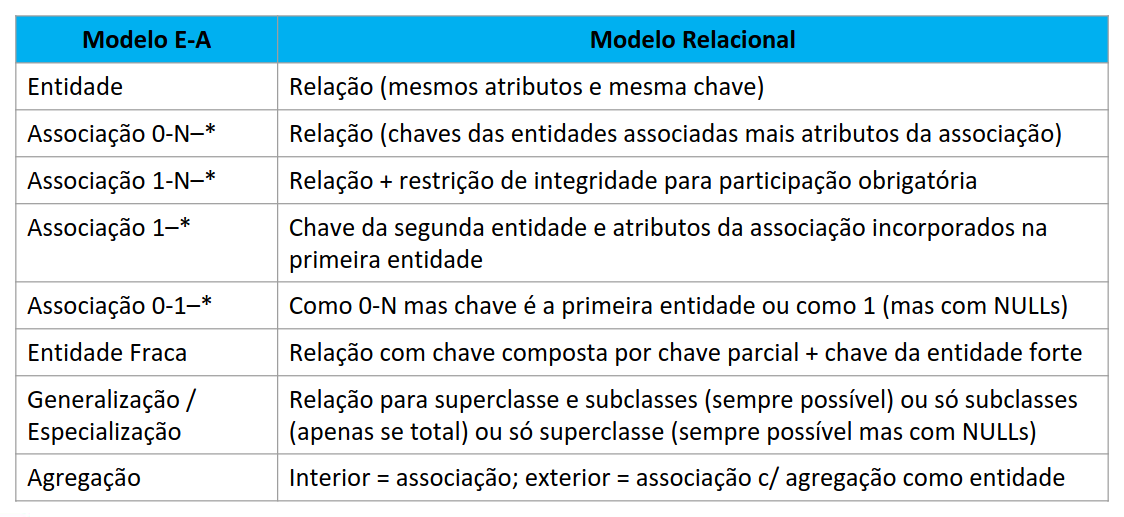 Modelo E-A
Modelo Relacional
Entidade
Relação (mesmos atributos e mesma chave)
Associação 0-N–*
Relação (chaves das entidades associadas mais atributos da associação)
Associação 1-N–*
Relação + restrição de integridade para participação obrigatória
Associação 1–*
Chave da segunda entidade e atributos da associação incorporados na
primeira entidade
Associação 0-1–*
Como 0-N mas chave é a primeira entidade ou como 1 (mas com NULLs)
Entidade Fraca
Relação com chave composta por chave parcial + chave da entidade forte
Generalização /
Especialização
Relação para superclasse e subclasses (sempre possível) ou só subclasses
(apenas se total) ou só superclasse (sempre possível mas com NULLs)
Agregação
Interior = associação; exterior = associação c/ agregação como entidade